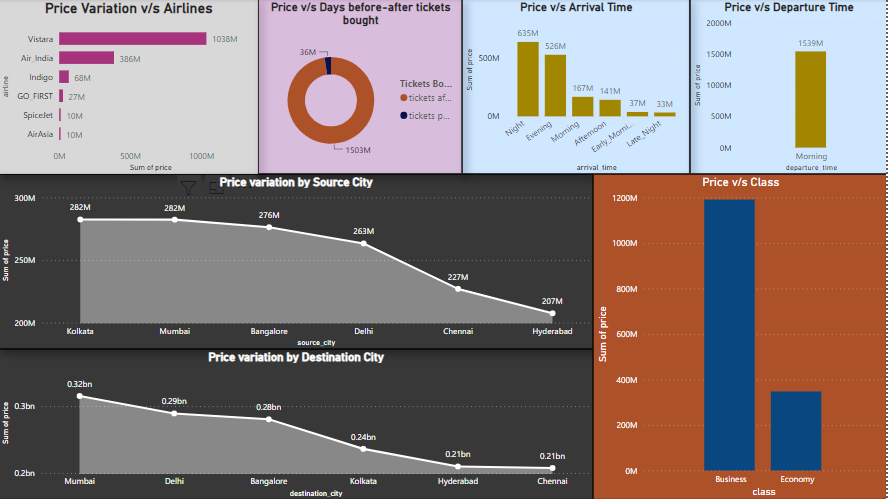 Price Variation v/s Airlines
airline
Vistara
1038M
Air_India
386M
Indigo
68M
GO_FIRST
27M
SpiceJet
10M
AirAsia
10M
0M 500M 1000M
Sum of price
Price v/s Days before-after tickets
bought
36M
1503M
Tickets Bo...
tickets af...
tickets p...
Price v/s Arrival Time
Sum of price
500M
0M
635M
526M
167M
141M
37M
33M
Night
Evening
Morning
Afternoon
Early_Morni...
Late_Night
arrival_time
Price v/s Departure Time
Sum of price
2000M
1500M
1000M
500M
0M
1539M
Morning
departure_time
Price variation by Source City
Sum of price
300M
250M
200M
282M
282M
276M
263M
227M
207M
Kolkata Mumbai Bangalore Delhi Chennai Hyderabad
source_city
Price variation by Destination City
Sum of price
0.3bn
0.2bn
0.32bn
0.29bn
0.28bn
0.24bn
0.21bn
0.21bn
Mumbai Delhi Bangalore Kolkata Hyderabad Chennai
destination_city
Price v/s Class
Sum of price
1200M
1000M
800M
600M
400M
200M
0M
Business Economy
class